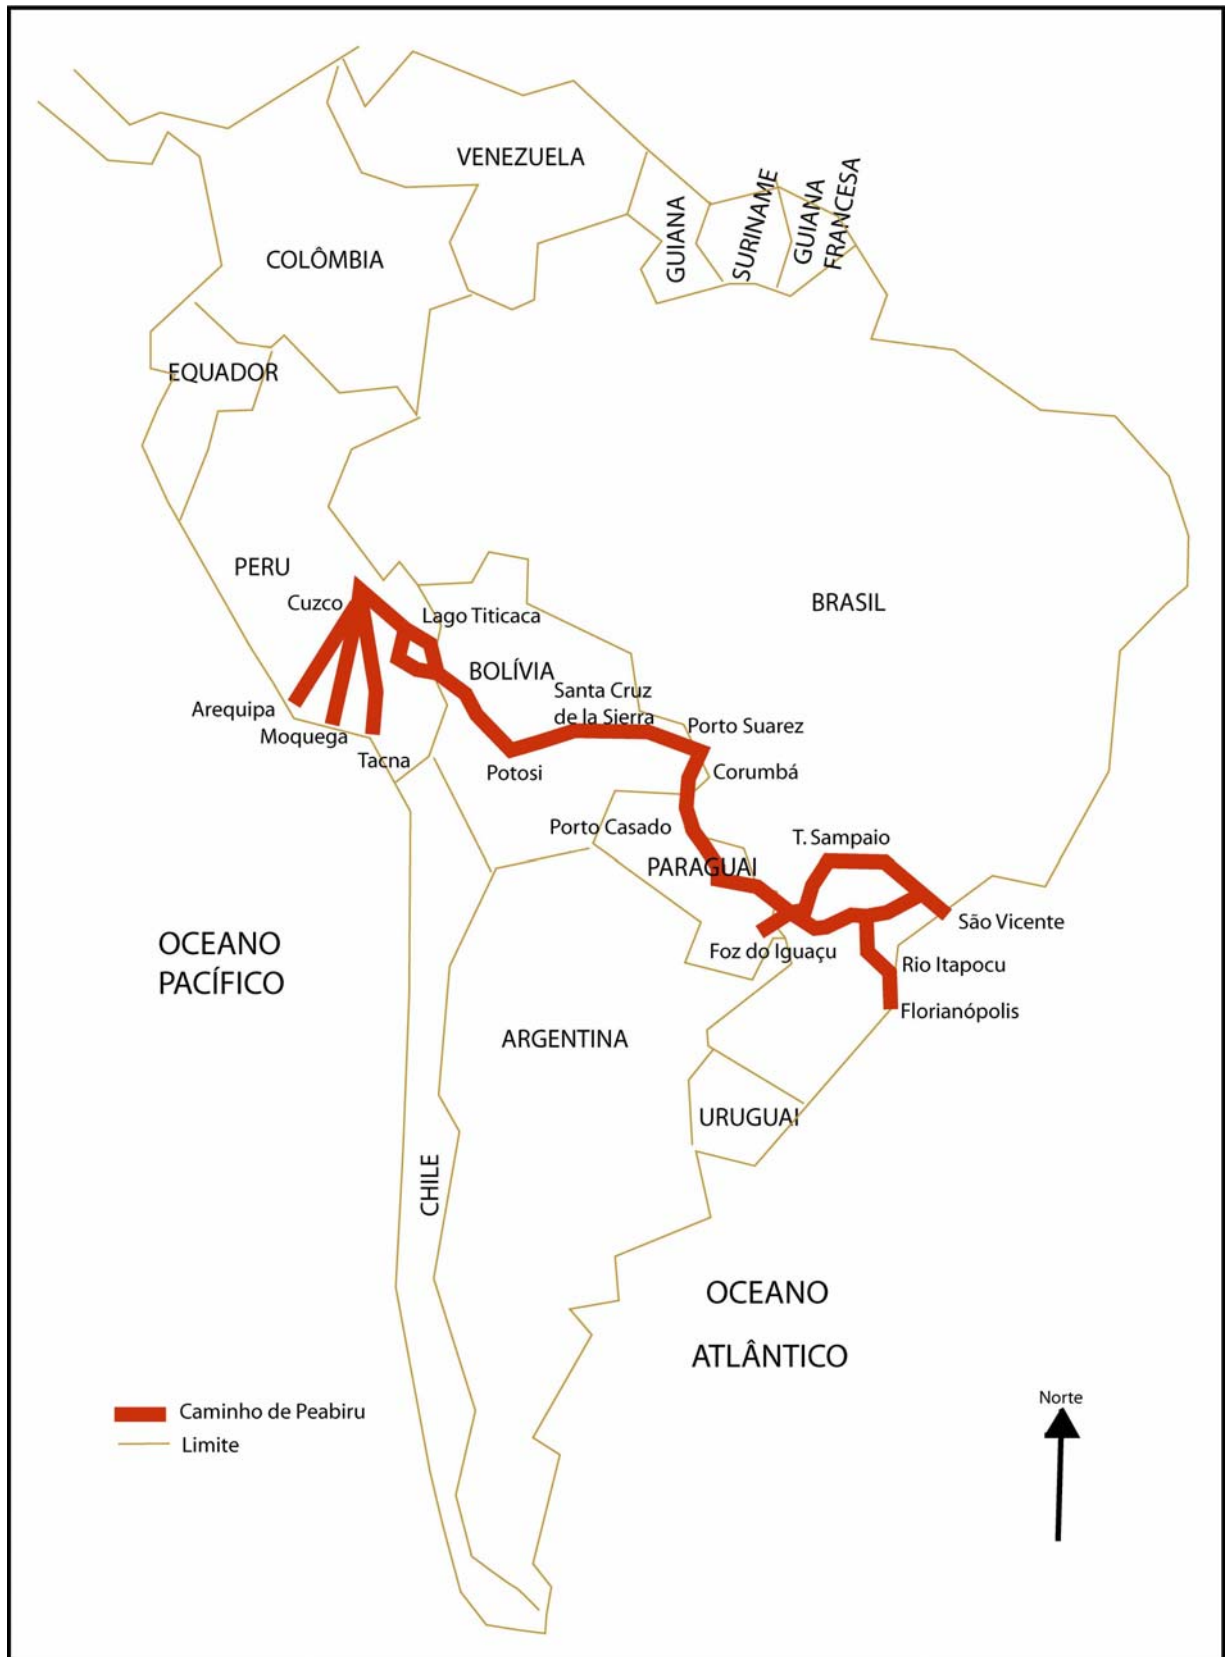 VENEZUELA
GUIANA
SURINAME
GUIANA
FRANCESA
COLÔMBIA
EQUADOR
PERU
Cuzco
Lago Titicaca
BRASIL
BOLÍVIA
Santa Cruz
de la Sierra
Arequipa
Moquega
Tacna
Potosi
Porto Suarez
Corumbá
Porto Casado
T. Sampaio
PARAGUAI
São Vicente
Foz do Iguaçu
Rio Itapocu
Florianópolis
OCEANO
PACÍFICO
ARGENTINA
URUGUAI
CHILE
OCEANO
ATLÂNTICO
Caminho de Peabiru
Limite
Norte